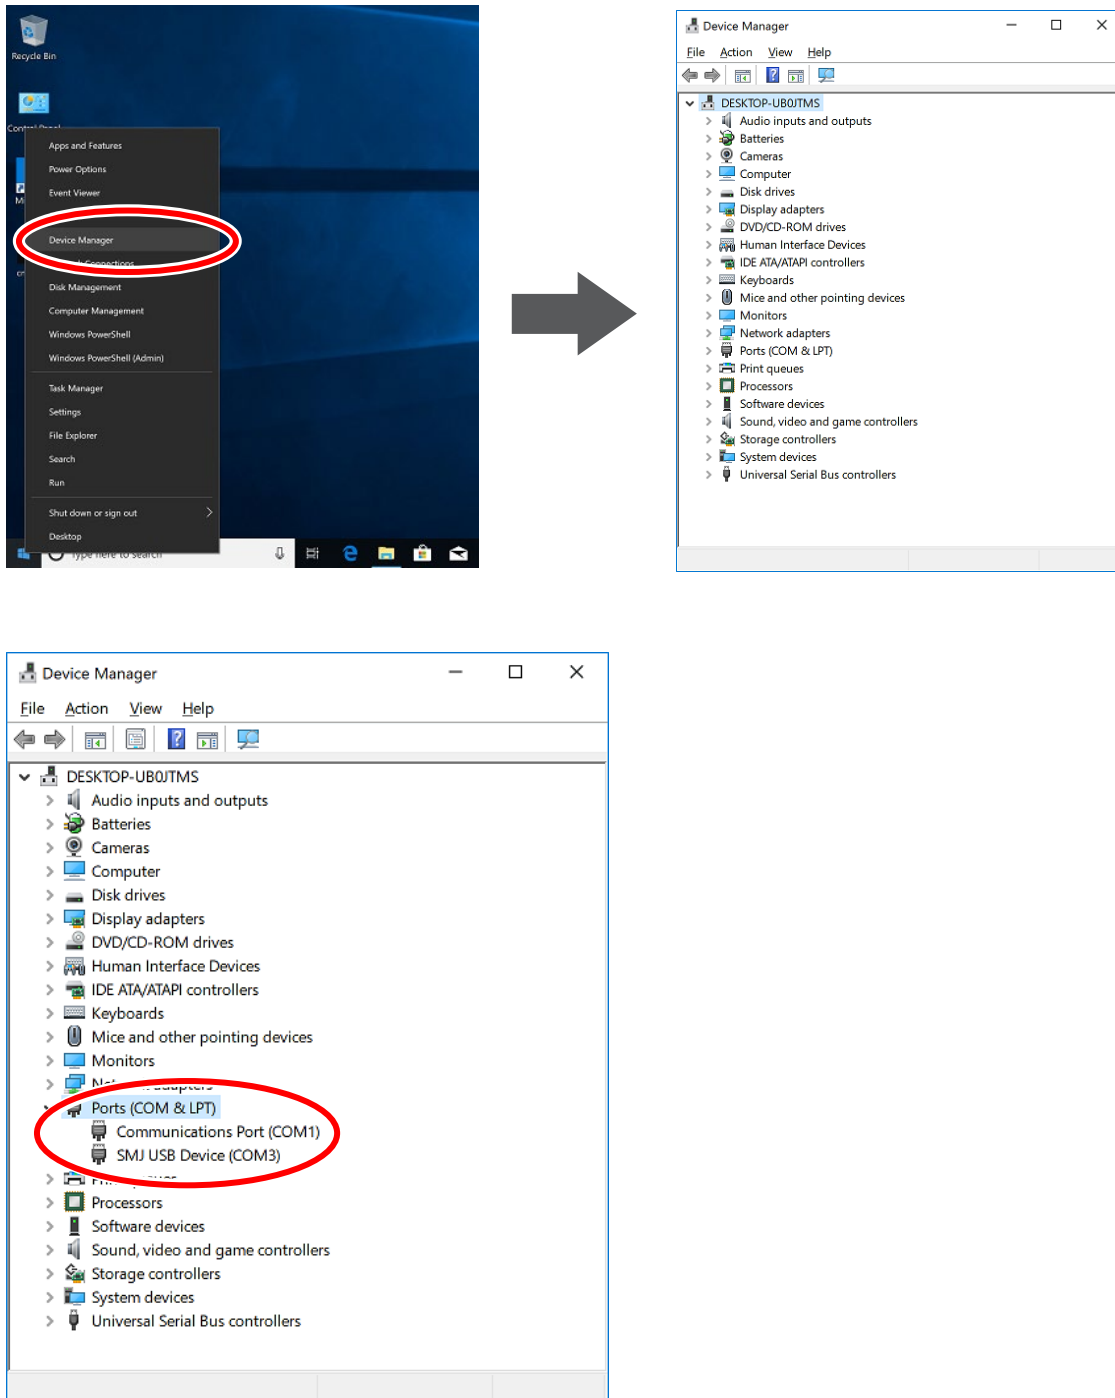 Recycle Bin
Control Panel
Apps and Features
Power Options
Event Viewer
Device Manager
Connections
Disk Management
Computer Management
Windows PowerShell
Windows PowerShell (Admin)
Task Manager
Settings
File Explorer
Search
Run
Shut down or sign out
Desktop
Type here to search
Device Manager
File Action View Help
DESKTOP-UB0JTMS
Audio inputs and outputs
Batteries
Cameras
Computer
Disk drives
Display adapters
DVD/CD-ROM drives
Human Interface Devices
IDE ATA/ATAPI controllers
Keyboards
Mice and other pointing devices
Monitors
Network adapters
Ports (COM & LPT)
Print queues
Processors
Software devices
Sound, video and game controllers
Storage controllers
System devices
Universal Serial Bus controllers
Device Manager
File Action View Help
DESKTOP-UB0JTMS
Audio inputs and outputs
Batteries
Cameras
Computer
Disk drives
Display adapters
DVD/CD-ROM drives
Human Interface Devices
IDE ATA/ATAPI controllers
Keyboards
Mice and other pointing devices
Monitors
Network adapters
Ports (COM & LPT)
Communications Port (COM1)
SMJ USB Device (COM3)
Processors
Software devices
Sound, video and game controllers
Storage controllers
System devices
Universal Serial Bus controllers